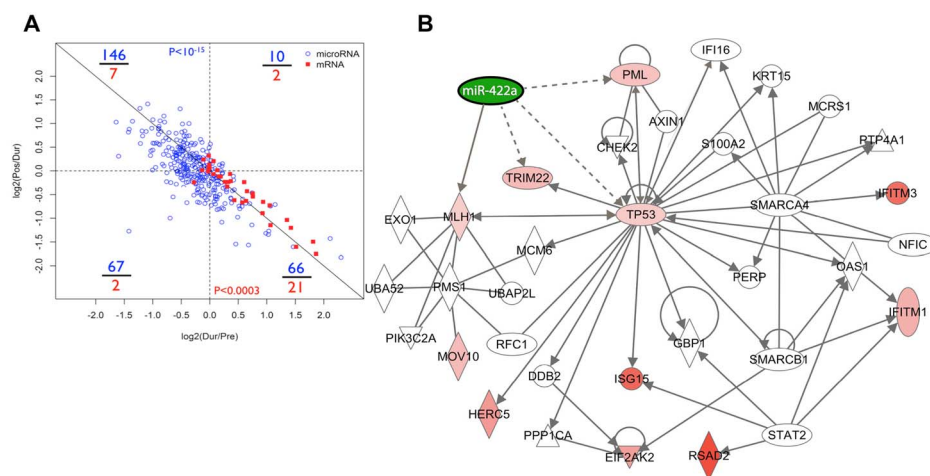 A
B
146
7
P<10-15
10
2
microRNA
mRNA
log2(Pos/Dur)
2.0
1.5
1.0
0.5
0.0
-0.5
-1.0
-1.5
-2.0
67
2
P<0.0003
66
21
-2.0 -1.5 -1.0 -0.5 0.0 0.5 1.0 1.5 2.0
log2(Dur/Pre)
IFI16
PML
KRT15
miR-422a
MCRS1
AXIN1
CHEK2
S100A2
PTP4A1
TRIM22
IFITM3
SMARCA4
EXO1
MLH1
TP53
NFIC
MCM6
OAS1
PERP
UBA52
PMS1
UBAP2L
IFITM1
PIK3C2A
RFC1
GBP1
MOV10
SMARCB1
DDB2
ISG15
HERC5
PPP1CA
STAT2
EIF2AK2
RSAD2